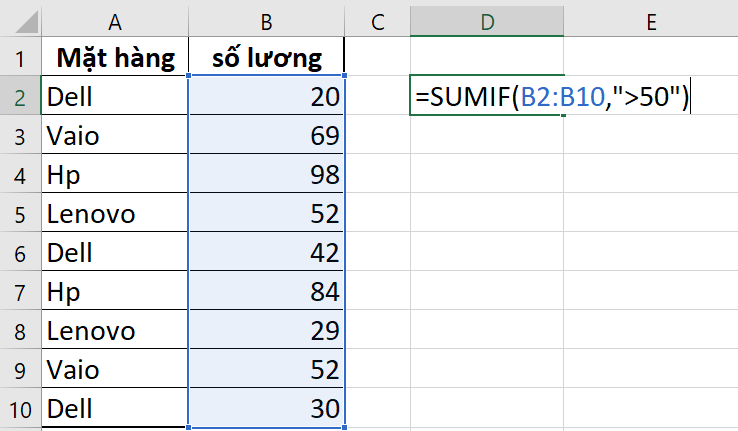 A B C D E
1 Mặt hàng số lương
2 Dell 20 =SUMIF(B2:B10,">50")
3 Vaio 69
4 Hp 98
5 Lenovo 52
6 Dell 42
7 Hp 84
8 Lenovo 29
9 Vaio 52
10 Dell 30